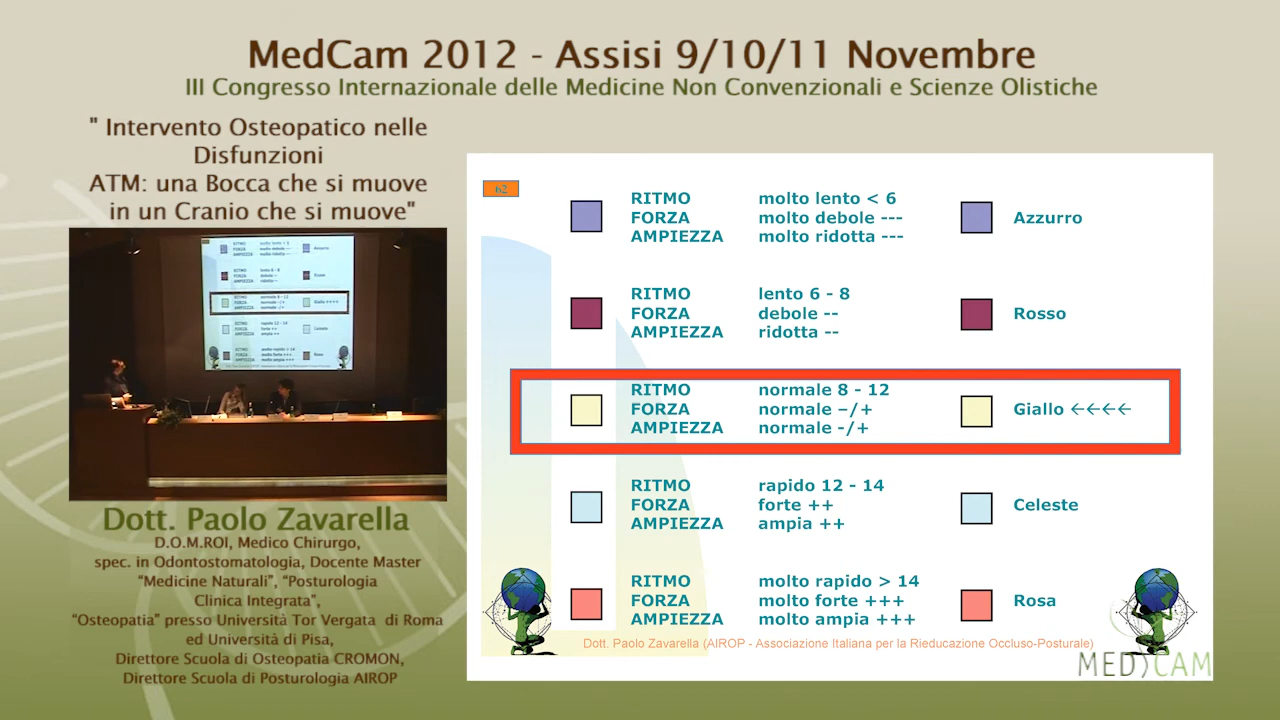 MedCam 2012 - Assisi 9/10/11 Novembre
III Congresso Internazionale delle Medicine Non Convenzionali e Scienze Olistiche
" Intervento Osteopatico nelle
Disfunzioni
ATM: una Bocca che si muove
in un Cranio che si muove"
Dott. Paolo Zavarella
D.O.M.ROI, Medico Chirurgo,
spec. in Odontostomatologia, Docente Master
“Medicine Naturali”, “Posturologia
Clinica Integrata”,
“Osteopatia” presso Università Tor Vergata di Roma
ed Università di Pisa,
Direttore Scuola di Osteopatia CROMON,
Direttore Scuola di Posturologia AIROP
62
RITMO molto lento < 6
FORZA molto debole --- Azzurro
AMPIEZZA molto ridotta ---
RITMO lento 6 - 8
FORZA debole -- Rosso
AMPIEZZA ridotta --
RITMO normale 8 - 12
FORZA normale –/+ Giallo ←←←←
AMPIEZZA normale -/+
RITMO rapido 12 - 14
FORZA forte ++ Celeste
AMPIEZZA ampia ++
RITMO molto rapido > 14
FORZA molto forte +++ Rosa
AMPIEZZA molto ampia +++
Dott. Paolo Zavarella (AIROP - Associazione Italiana per la Rieducazione Occluso-Posturale)
MEDCAM